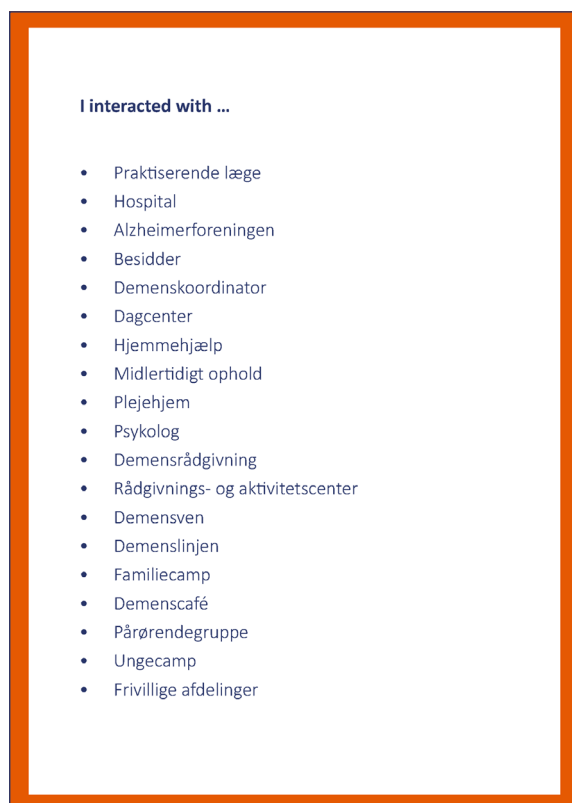 I interacted with ...
• Praktiserende læge
• Hospital
• Alzheimerforeningen
• Besidder
• Demenskoordinator
• Dagcenter
• Hjemmehjælp
• Midlertidigt ophold
• Plejehjem
• Psykolog
• Demensrådgivning
• Rådgivnings- og aktivitetscenter
• Demensven
• Demenslinjen
• Familiecamp
• Demenscafé
• Pårørendegruppe
• Ungecamp
• Frivillige afdelinger